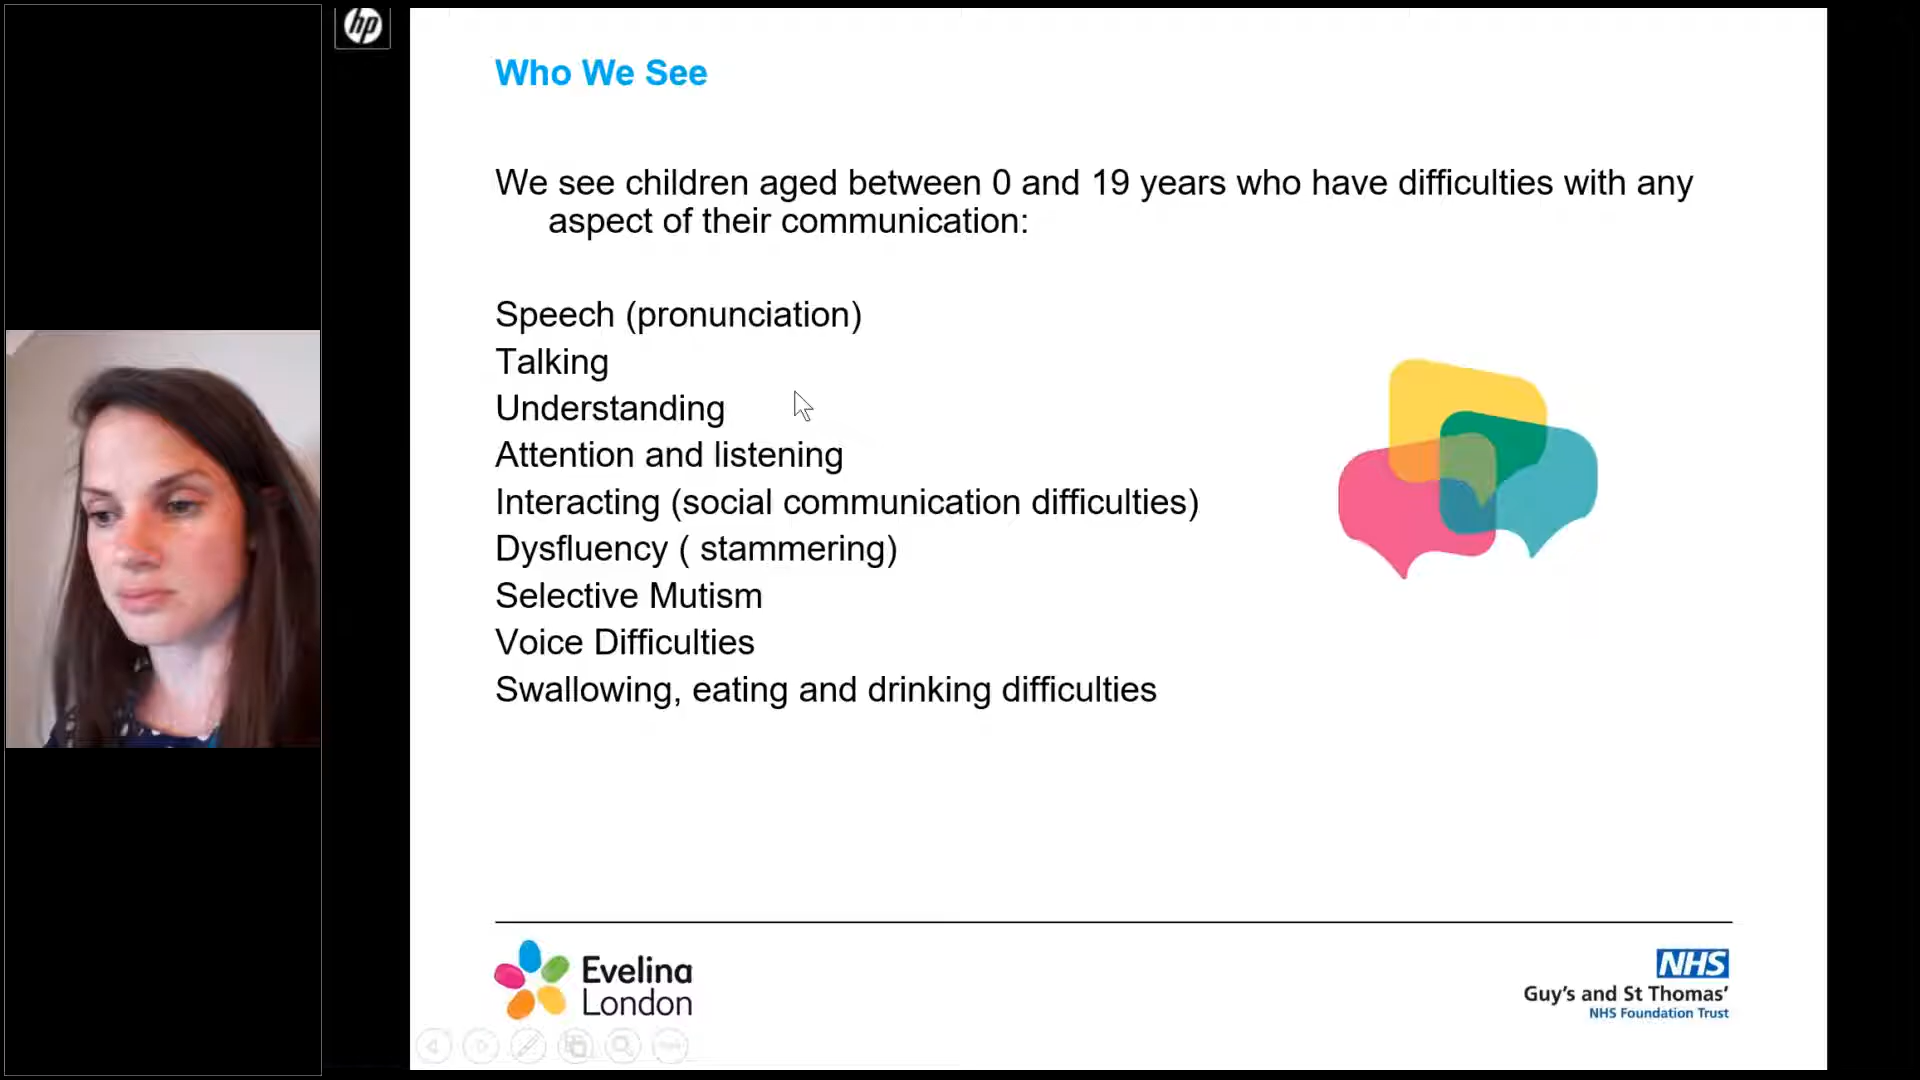 hp
Who We See
We see children aged between 0 and 19 years who have difficulties with any
aspect of their communication:
Speech (pronunciation)
Talking
Understanding
Attention and listening
Interacting (social communication difficulties)
Dysfluency ( stammering)
Selective Mutism
Voice Difficulties
Swallowing, eating and drinking difficulties
Evelina
London
NHS
Guy's and St Thomas'
NHS Foundation Trust